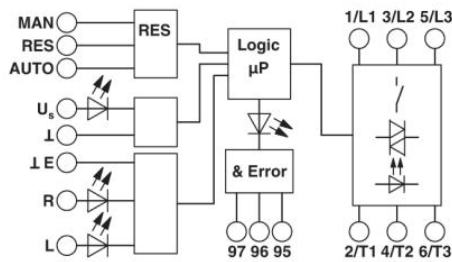 MAN
RES
AUTO
RES
Us
⊥
⊥ E
R
L
Logic
µP
& Error
97 96 95
1/L1 3/L2 5/L3
2/T1 4/T2 6/T3